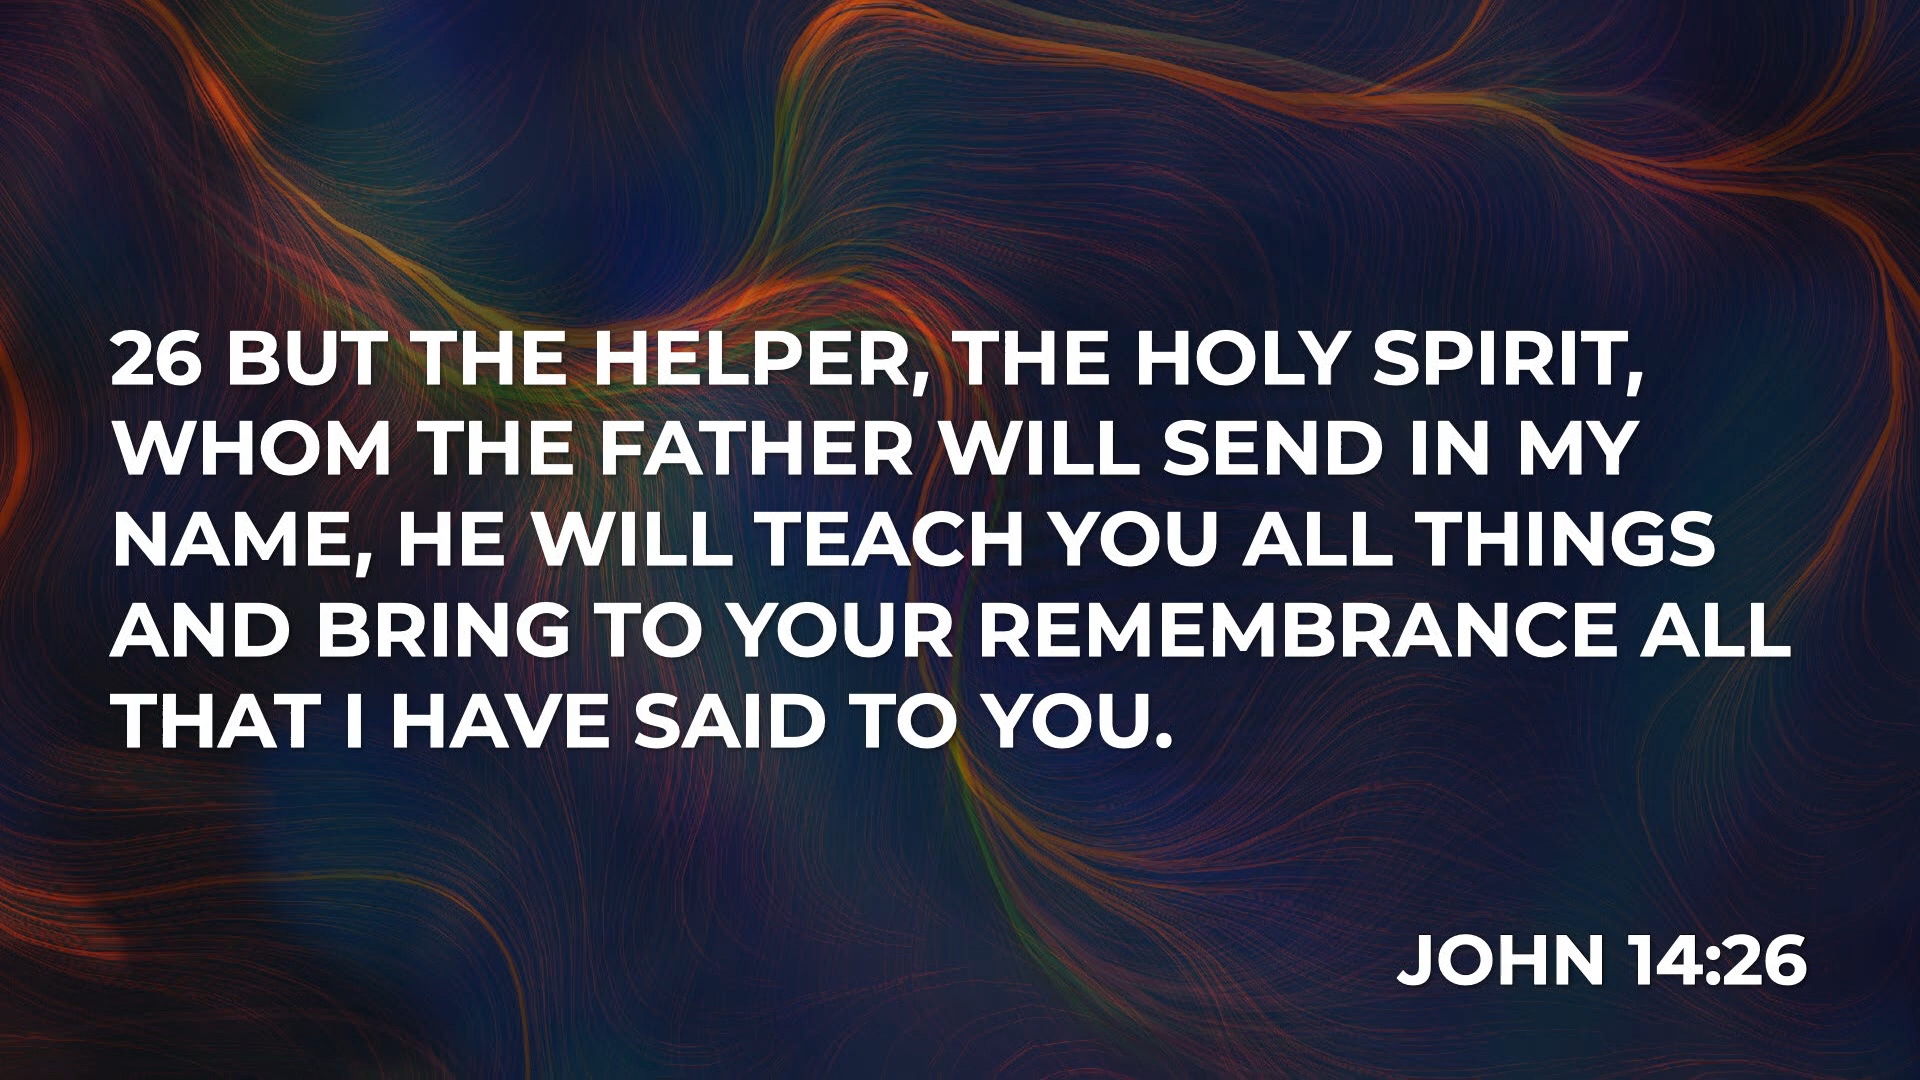 26 BUT THE HELPER, THE HOLY SPIRIT,
WHOM THE FATHER WILL SEND IN MY
NAME, HE WILL TEACH YOU ALL THINGS
AND BRING TO YOUR REMEMBRANCE ALL
THAT I HAVE SAID TO YOU.
JOHN 14:26